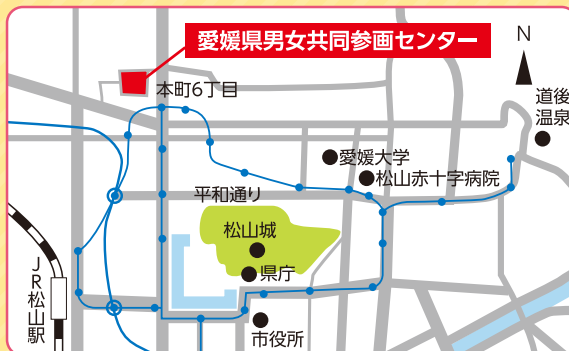 愛媛県男女共同参画センター
N
本町6丁目
道後
温泉
愛媛大学
松山赤十字病院
平和通り
松山城
県庁
JR松山駅
市役所